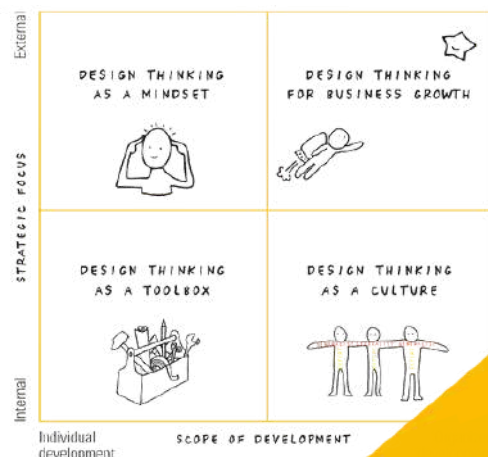 External
DESIGN THINKING
AS A MINDSET
DESIGN THINKING
FOR BUSINESS GROWTH
STRATEGIC FOCUS
DESIGN THINKING
AS A TOOLBOX
DESIGN THINKING
AS A CULTURE
Internal
Individual
development
SCOPE OF DEVELOPMENT